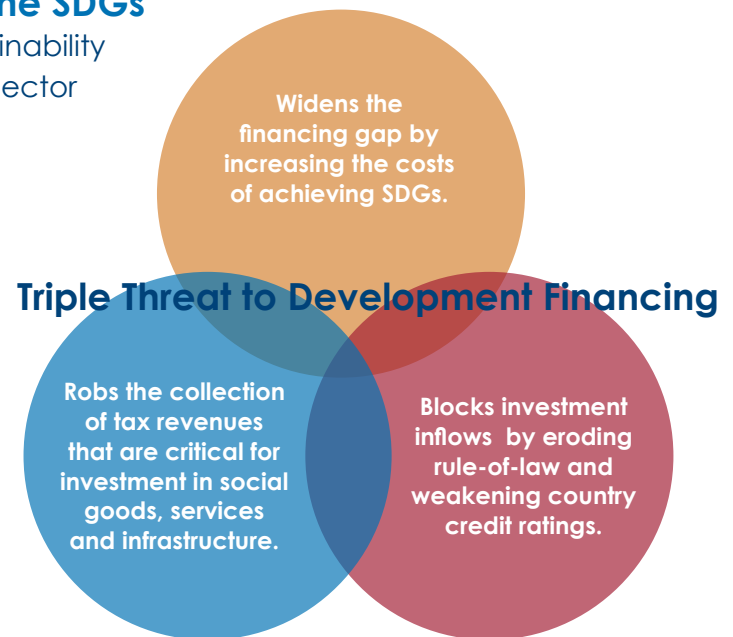 he SDGs
inability
ector
Widens the
financing gap by
increasing the costs
of achieving SDGs.
Triple Threat to Development Financing
Robs the collection
of tax revenues
that are critical for
investment in social
goods, services
and infrastructure.
Blocks investment
inflows by eroding
rule-of-law and
weakening country
credit ratings.